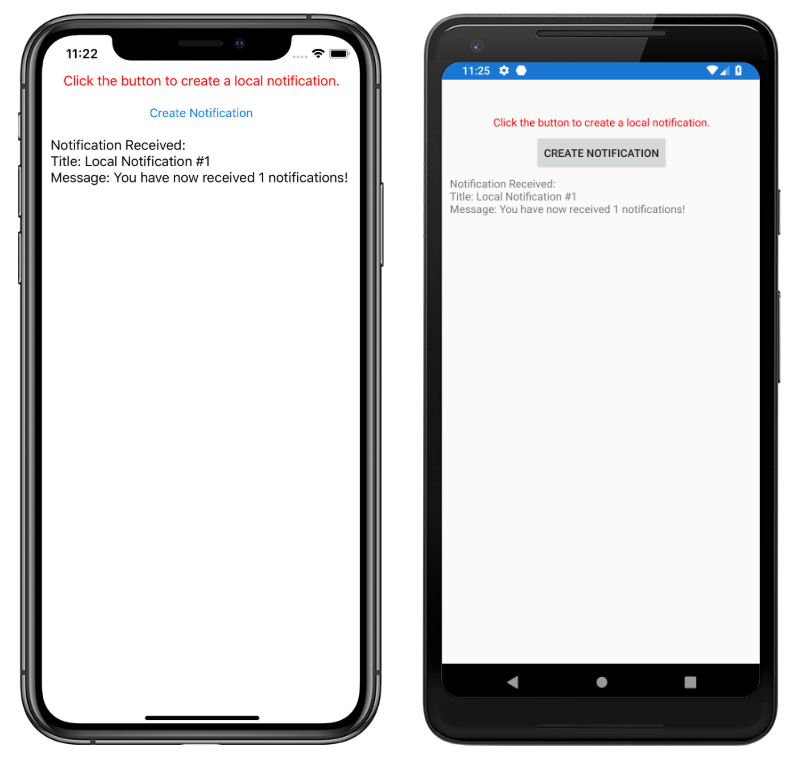 11:22
Click the button to create a local notification.
Create Notification
Notification Received:
Title: Local Notification #1
Message: You have now received 1 notifications!
11:25
Click the button to create a local notification.
CREATE NOTIFICATION
Notification Received:
Title: Local Notification #1
Message: You have now received 1 notifications!